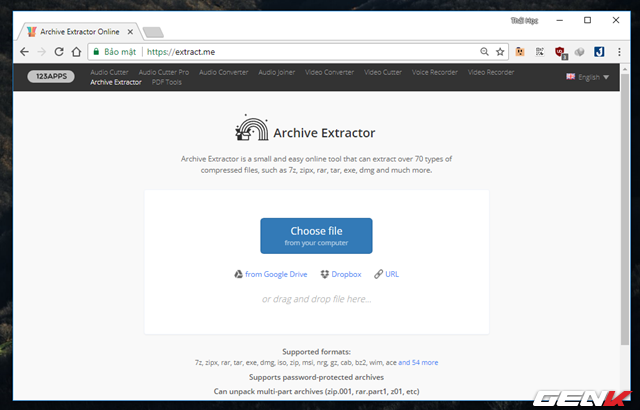 Thái Học
Archive Extractor Online
Bảo mật
https://extract.me
123APPS
Audio Cutter Audio Cutter Pro Audio Converter Audio Joiner Video Converter Video Cutter Voice Recorder Video Recorder
Archive Extractor PDF Tools
English
Archive Extractor
Archive Extractor is a small and easy online tool that can extract over 70 types of
compressed files, such as 7z, zipx, rar, tar, exe, dmg and much more.
Choose file
from your computer
from Google Drive Dropbox URL
or drag and drop file here...
Supported formats:
7z, zipx, rar, tar, exe, dmg, iso, zip, msi, nrg, gz, cab, bz2, wim, ace and 54 more
Supports password-protected archives
Can unpack multi-part archives (zip.001, rar.part1, z01, etc)
GENK